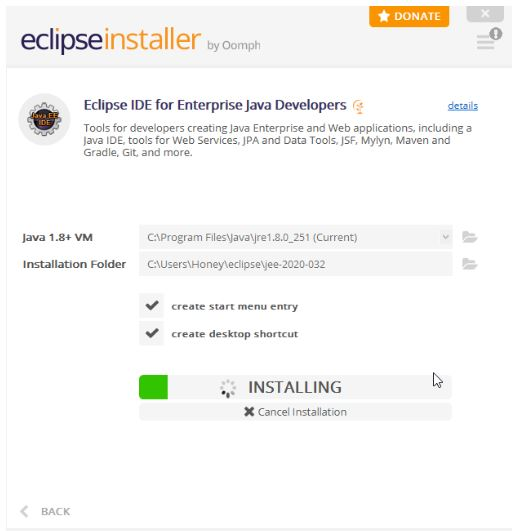 ★ DONATE
eclipseinstaller by Oomph
Java EE
IDE
Eclipse IDE for Enterprise Java Developers
details
Tools for developers creating Java Enterprise and Web applications, including a
Java IDE, tools for Web Services, JPA and Data Tools, JSF, Mylyn, Maven and
Gradle, Git, and more.
Java 1.8+ VM
C:\Program Files\Java\jre1.8.0_251 (Current)
Installation Folder
C:\Users\Honey\eclipse\jee-2020-032
create start menu entry
create desktop shortcut
INSTALLING
Cancel Installation
BACK